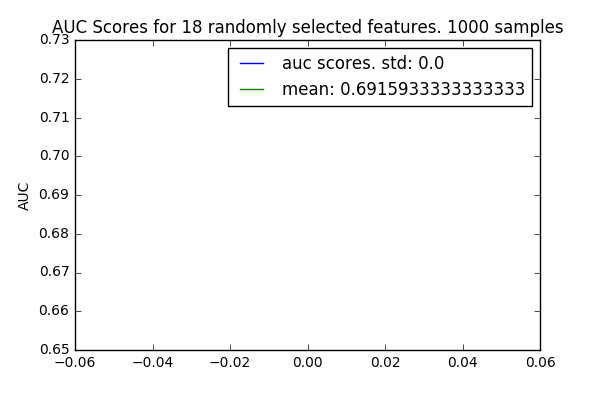 AUC Scores for 18 randomly selected features. 1000 samples
0.73
auc scores. std: 0.0
mean: 0.6915933333333333
0.72
0.71
0.70
0.69
AUC
0.68
0.67
0.66
0.65
−0.06 −0.04 −0.02 0.00 0.02 0.04 0.06